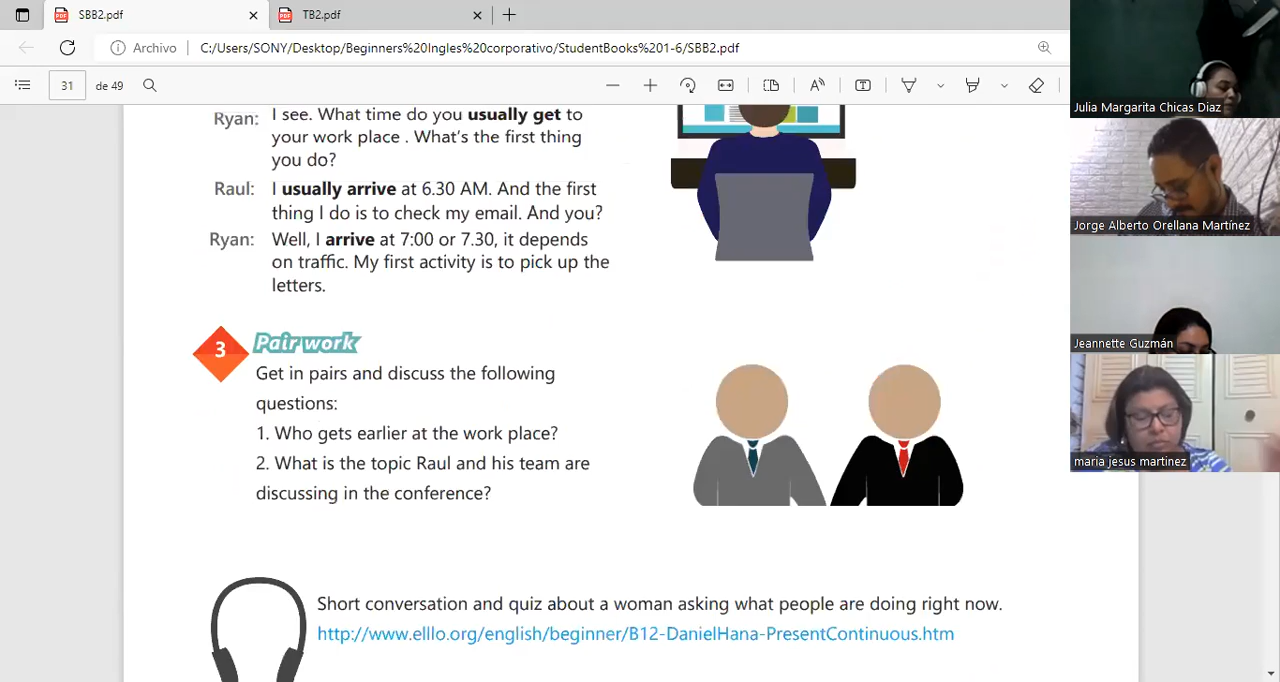 SBB2.pdf
TB2.pdf
Archivo
C:/Users/SONY/Desktop/Beginners%20Ingles%20corporativo/StudentBooks%201-6/SBB2.pdf
31 de 49
Ryan: I see. What time do you usually get to
your work place . What's the first thing
you do?
Raul: I usually arrive at 6.30 AM. And the first
thing I do is to check my email. And you?
Ryan: Well, I arrive at 7:00 or 7.30, it depends
on traffic. My first activity is to pick up the
letters.
3 Pair work
Get in pairs and discuss the following
questions:
1. Who gets earlier at the work place?
2. What is the topic Raul and his team are
discussing in the conference?
Short conversation and quiz about a woman asking what people are doing right now.
http://www.elllo.org/english/beginner/B12-DanielHana-PresentContinuous.htm
Julia Margarita Chicas Diaz
Jorge Alberto Orellana Martínez
Jeannette Guzmán
maria jesus martinez